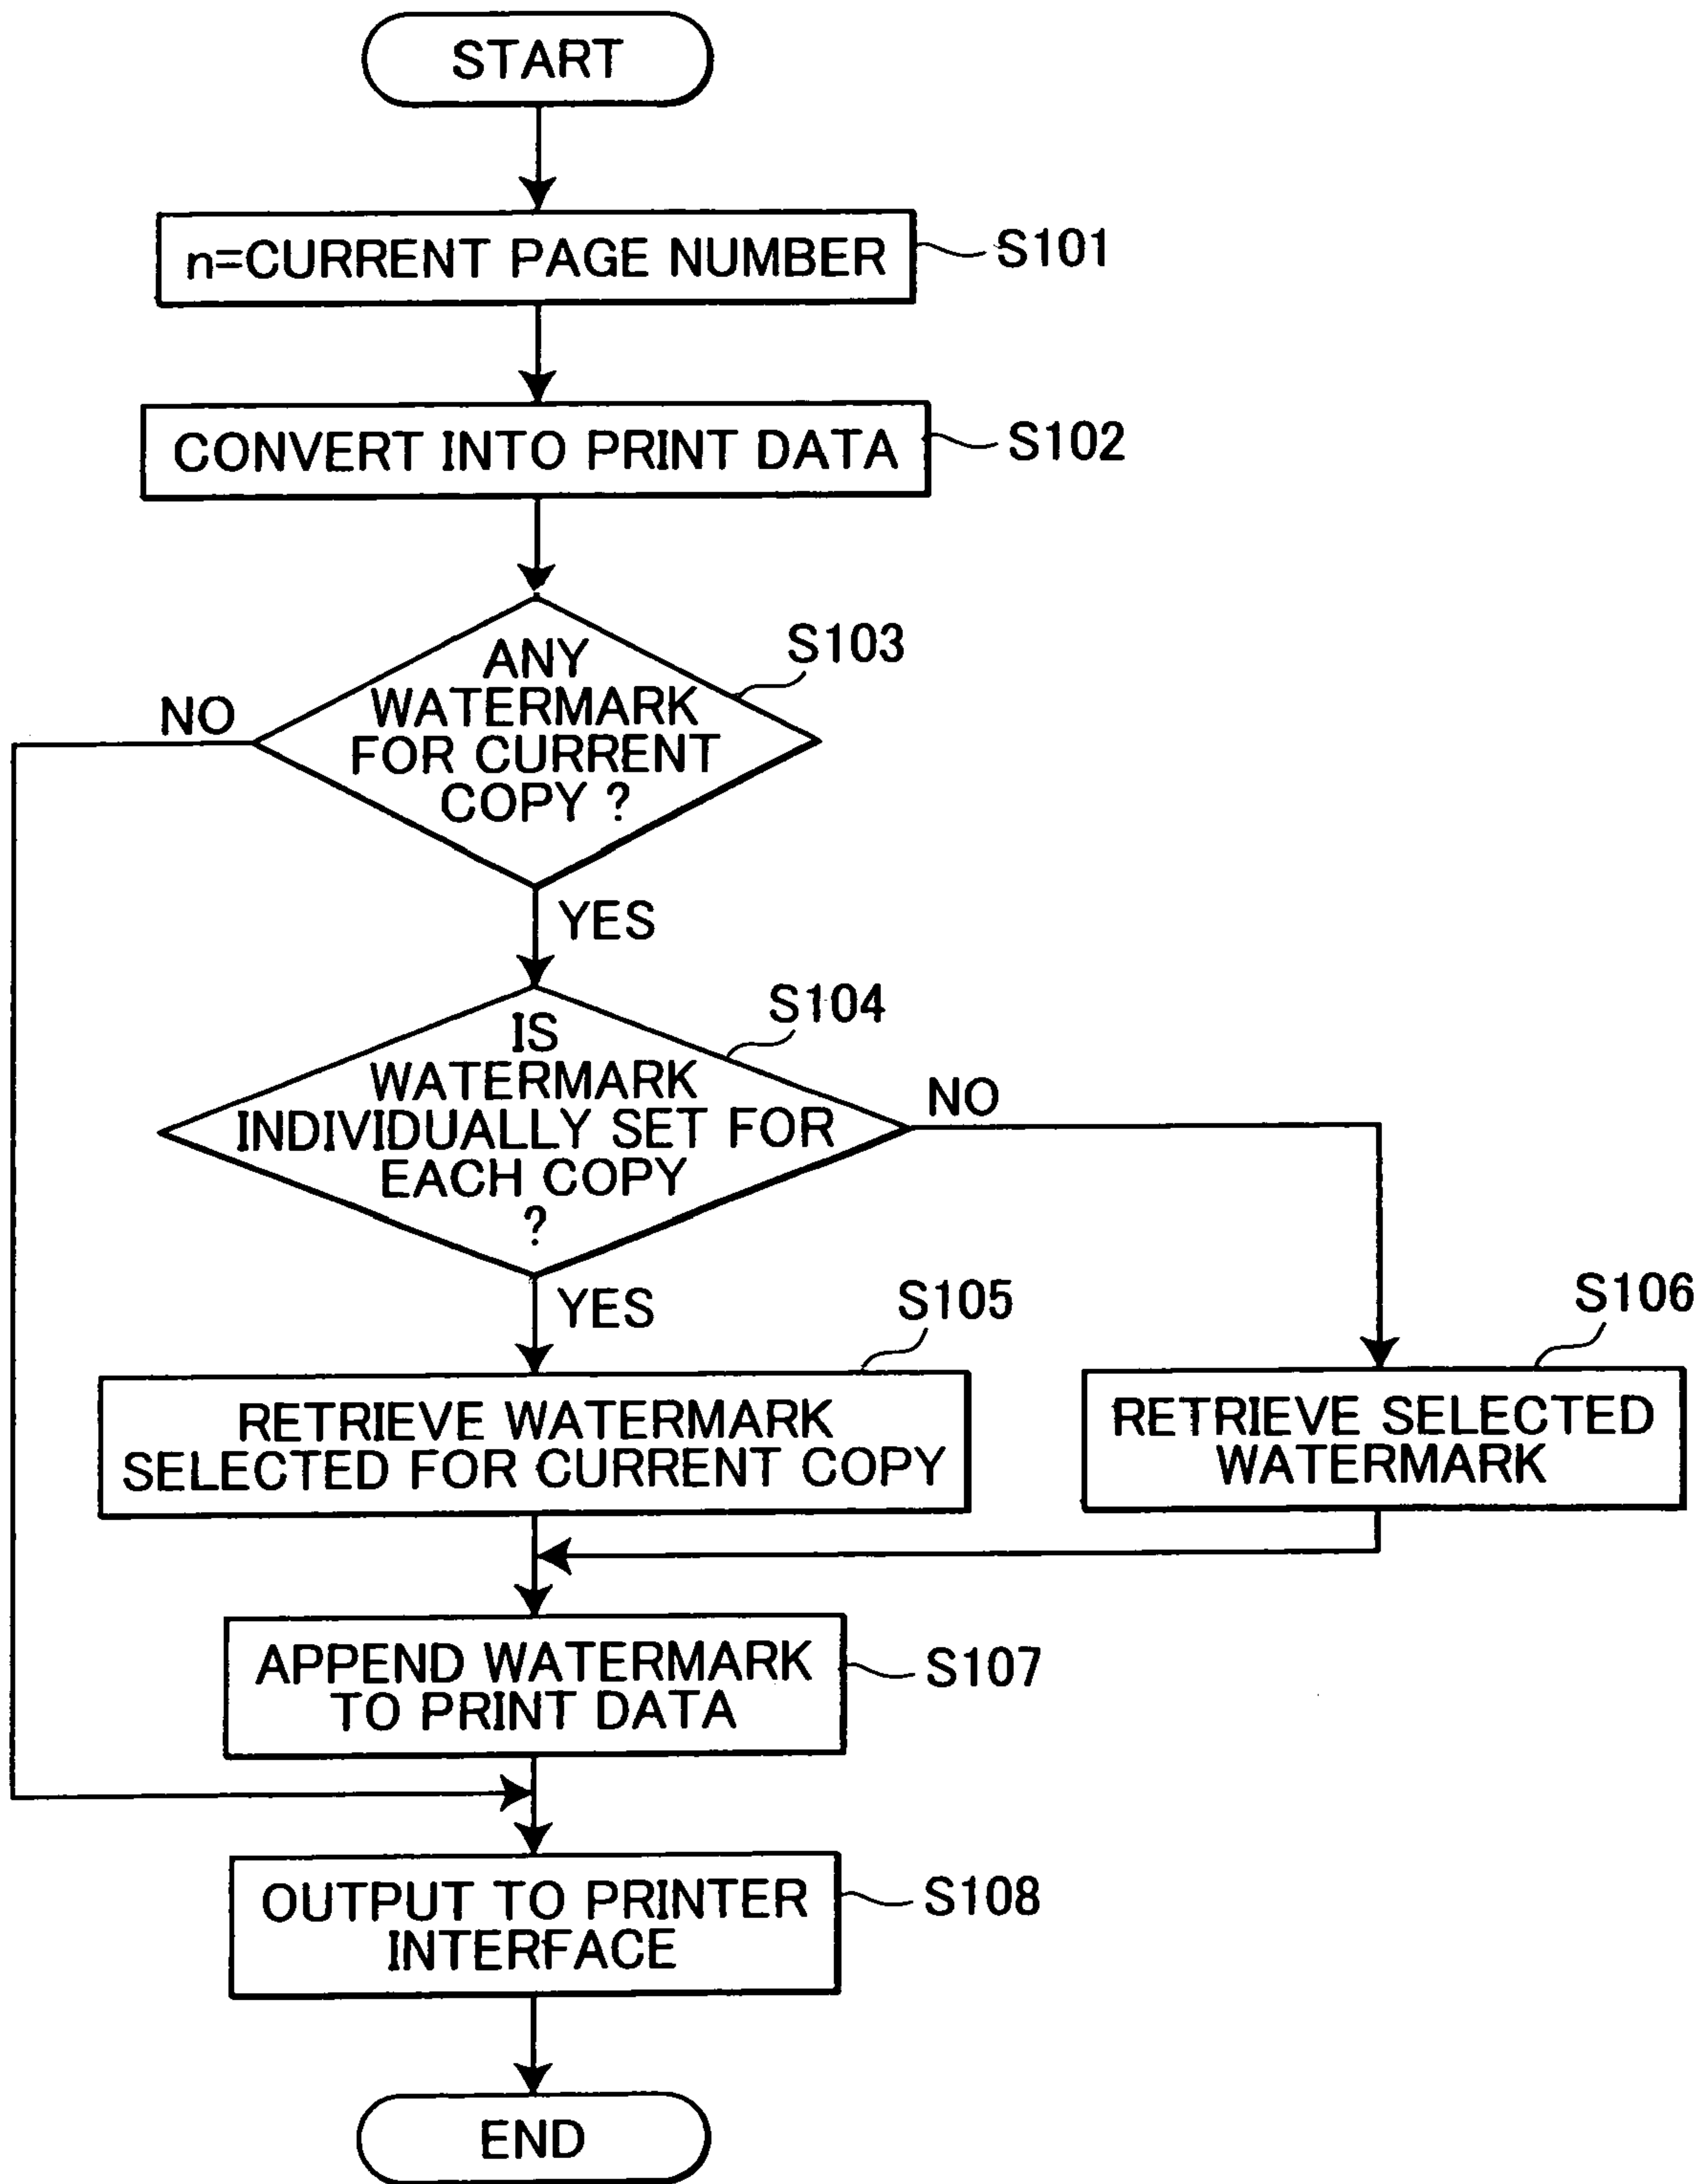 START
n=CURRENT PAGE NUMBER
S101
CONVERT INTO PRINT DATA
S102
ANY
WATERMARK
FOR CURRENT
COPY ?
S103
NO
YES
IS
WATERMARK
INDIVIDUALLY SET FOR
EACH COPY
?
S104
NO
YES
S105
RETRIEVE WATERMARK
SELECTED FOR CURRENT COPY
S106
RETRIEVE SELECTED
WATERMARK
APPEND WATERMARK
TO PRINT DATA
S107
OUTPUT TO PRINTER
INTERFACE
S108
END